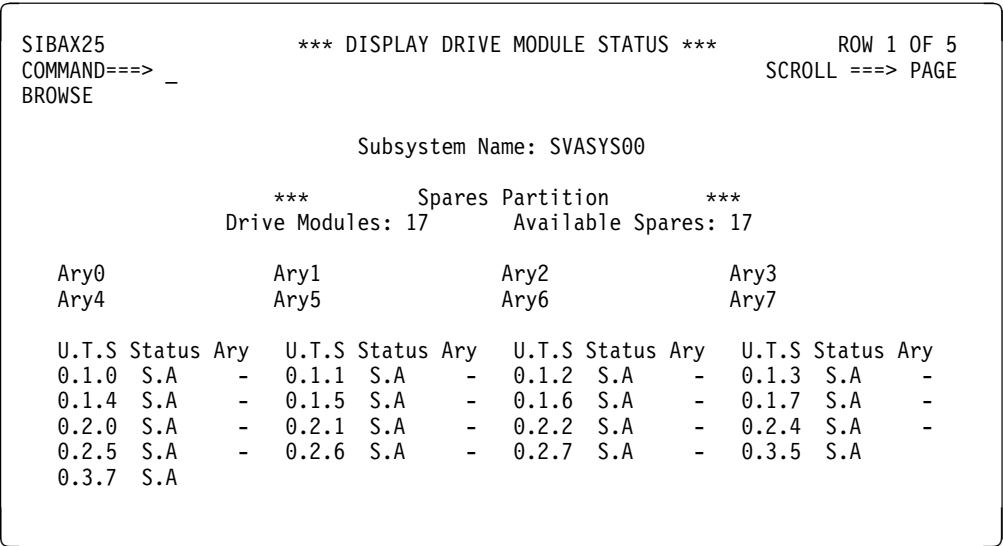 SIBAX25 *** DISPLAY DRIVE MODULE STATUS *** ROW 1 OF 5
COMMAND===> _ SCROLL ===> PAGE
BROWSE
Subsystem Name: SVASYS00
*** Spares Partition ***
Drive Modules: 17 Available Spares: 17
Ary0 Ary1 Ary2 Ary3
Ary4 Ary5 Ary6 Ary7
U.T.S Status Ary U.T.S Status Ary U.T.S Status Ary U.T.S Status Ary
0.1.0 S.A - 0.1.1 S.A - 0.1.2 S.A - 0.1.3 S.A -
0.1.4 S.A - 0.1.5 S.A - 0.1.6 S.A - 0.1.7 S.A -
0.2.0 S.A - 0.2.1 S.A - 0.2.2 S.A - 0.2.4 S.A -
0.2.5 S.A - 0.2.6 S.A - 0.2.7 S.A - 0.3.5 S.A
0.3.7 S.A